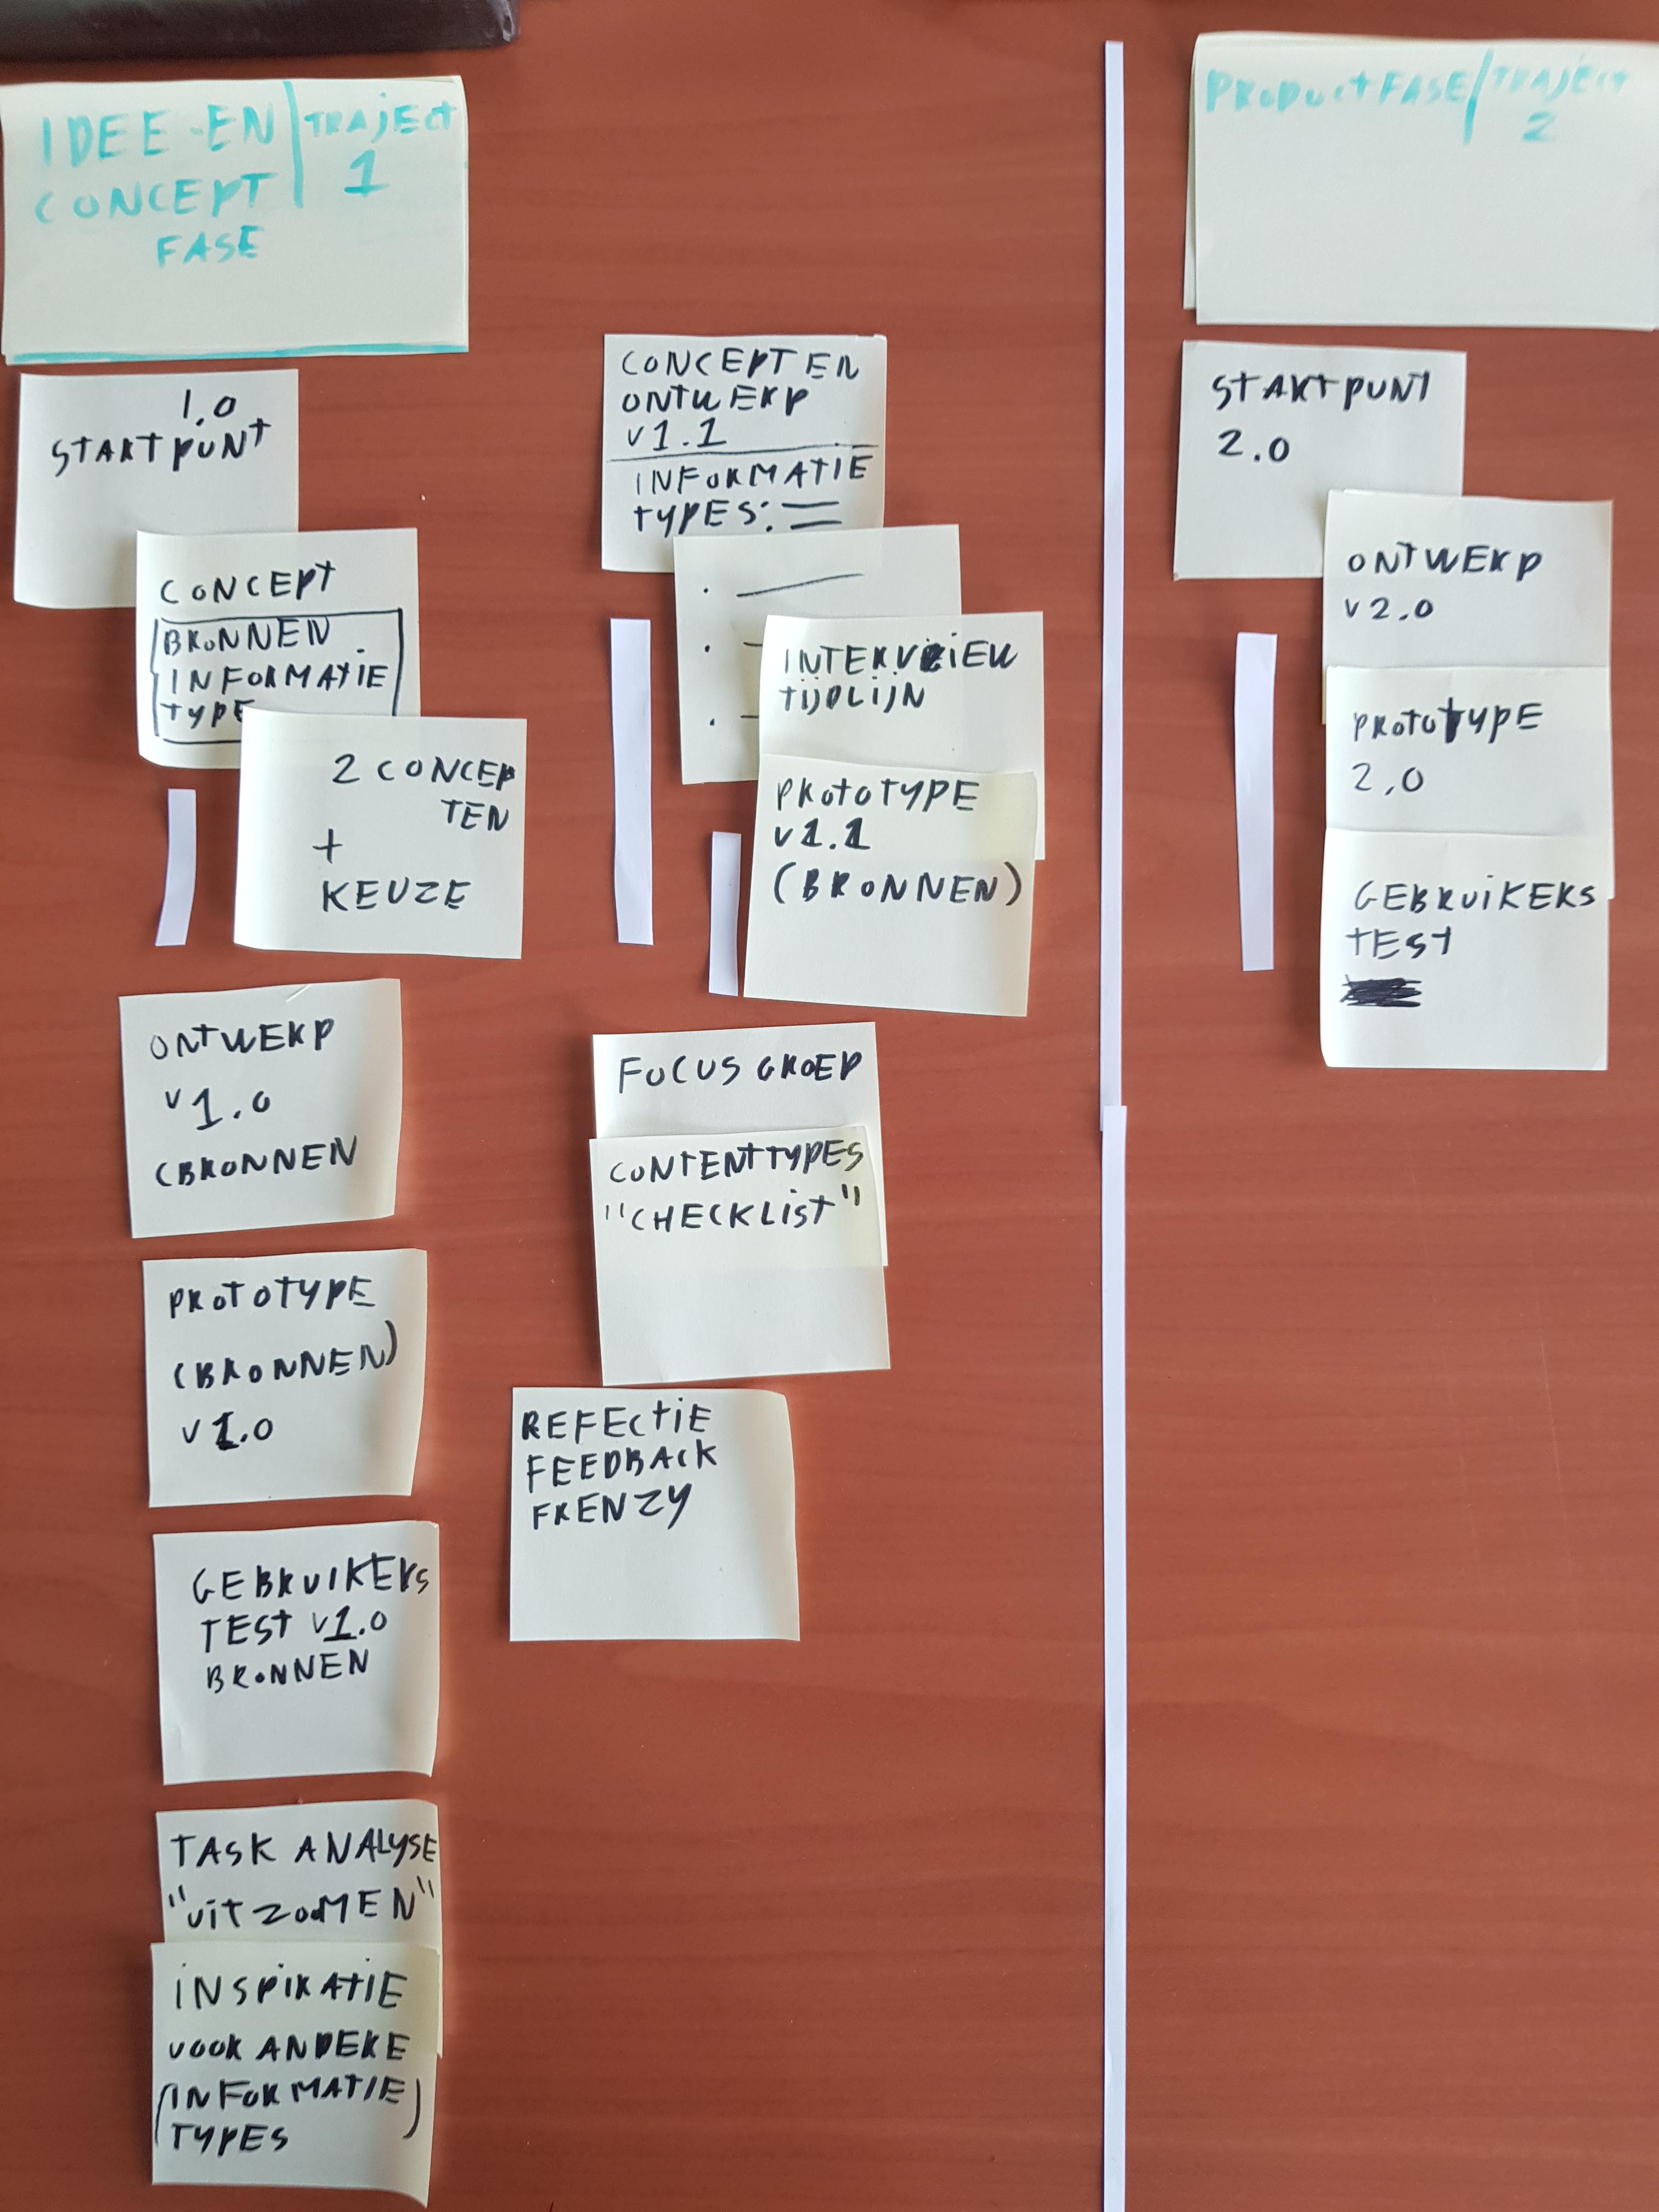 IDEE-EN | TRAJECT
CONCEPT | 1
FASE
1.0
STARTPUNT
CONCEPT
BRONNEN
INFORMATIE
TYPE
2 CONCEP
TEN
+
KEUZE
ONTWERP
v1.0
(BRONNEN
PROTOTYPE
(BRONNEN)
v1.0
GEBRUIKERS
TEST v1.0
BRONNEN
TASK ANALYSE
"UITZOOMEN"
INSPIRATIE
VOOR ANDERE
(INFORMATIE)
TYPES
CONCEPT EN
ONTWERP
v1.1
INFORMATIE
TYPES:
INTERVIEW
TIJDLIJN
PROTOTYPE
v1.1
(BRONNEN)
FOCUS GROEP
CONTENTTYPES
"CHECKLIST"
REFECTIE
FEEDBACK
FRENZY
PRODUCTFASE / TRAJECT
2
STARTPUNT
2.0
ONTWERP
v2.0
PROTOTYPE
2.0
GEBRUIKERS
TEST